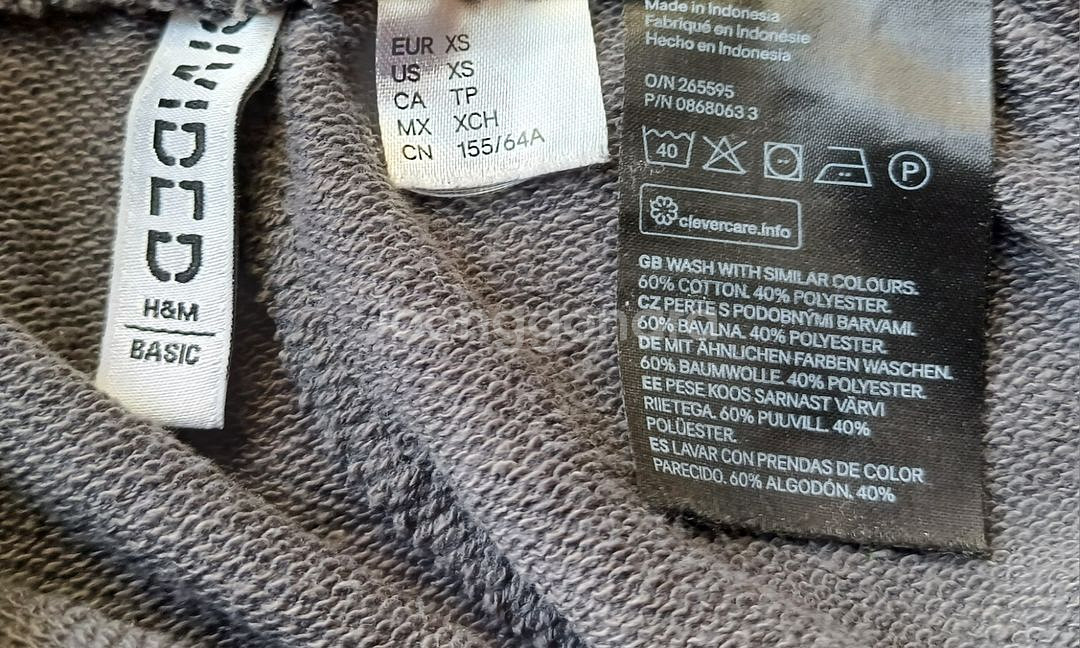 DIVIDED
H&M
BASIC
EUR XS
US XS
CA TP
MX XCH
CN 155/64A
Made in Indonesia
Fabriqué en Indonésie
Hecho en Indonesia
O/N 265595
P/N 0868063 3
40
P
clevercare.info
GB WASH WITH SIMILAR COLOURS.
60% COTTON. 40% POLYESTER.
CZ PERTE S PODOBNÝMI BARVAMI.
60% BAVLNA. 40% POLYESTER.
DE MIT ÄHNLICHEN FARBEN WASCHEN.
60% BAUMWOLLE. 40% POLYESTER.
EE PESE KOOS SARNAST VÄRVI
RIIETEGA. 60% PUUVILL. 40%
POLÜESTER.
ES LAVAR CON PRENDAS DE COLOR
PARECIDO. 60% ALGODÓN. 40%